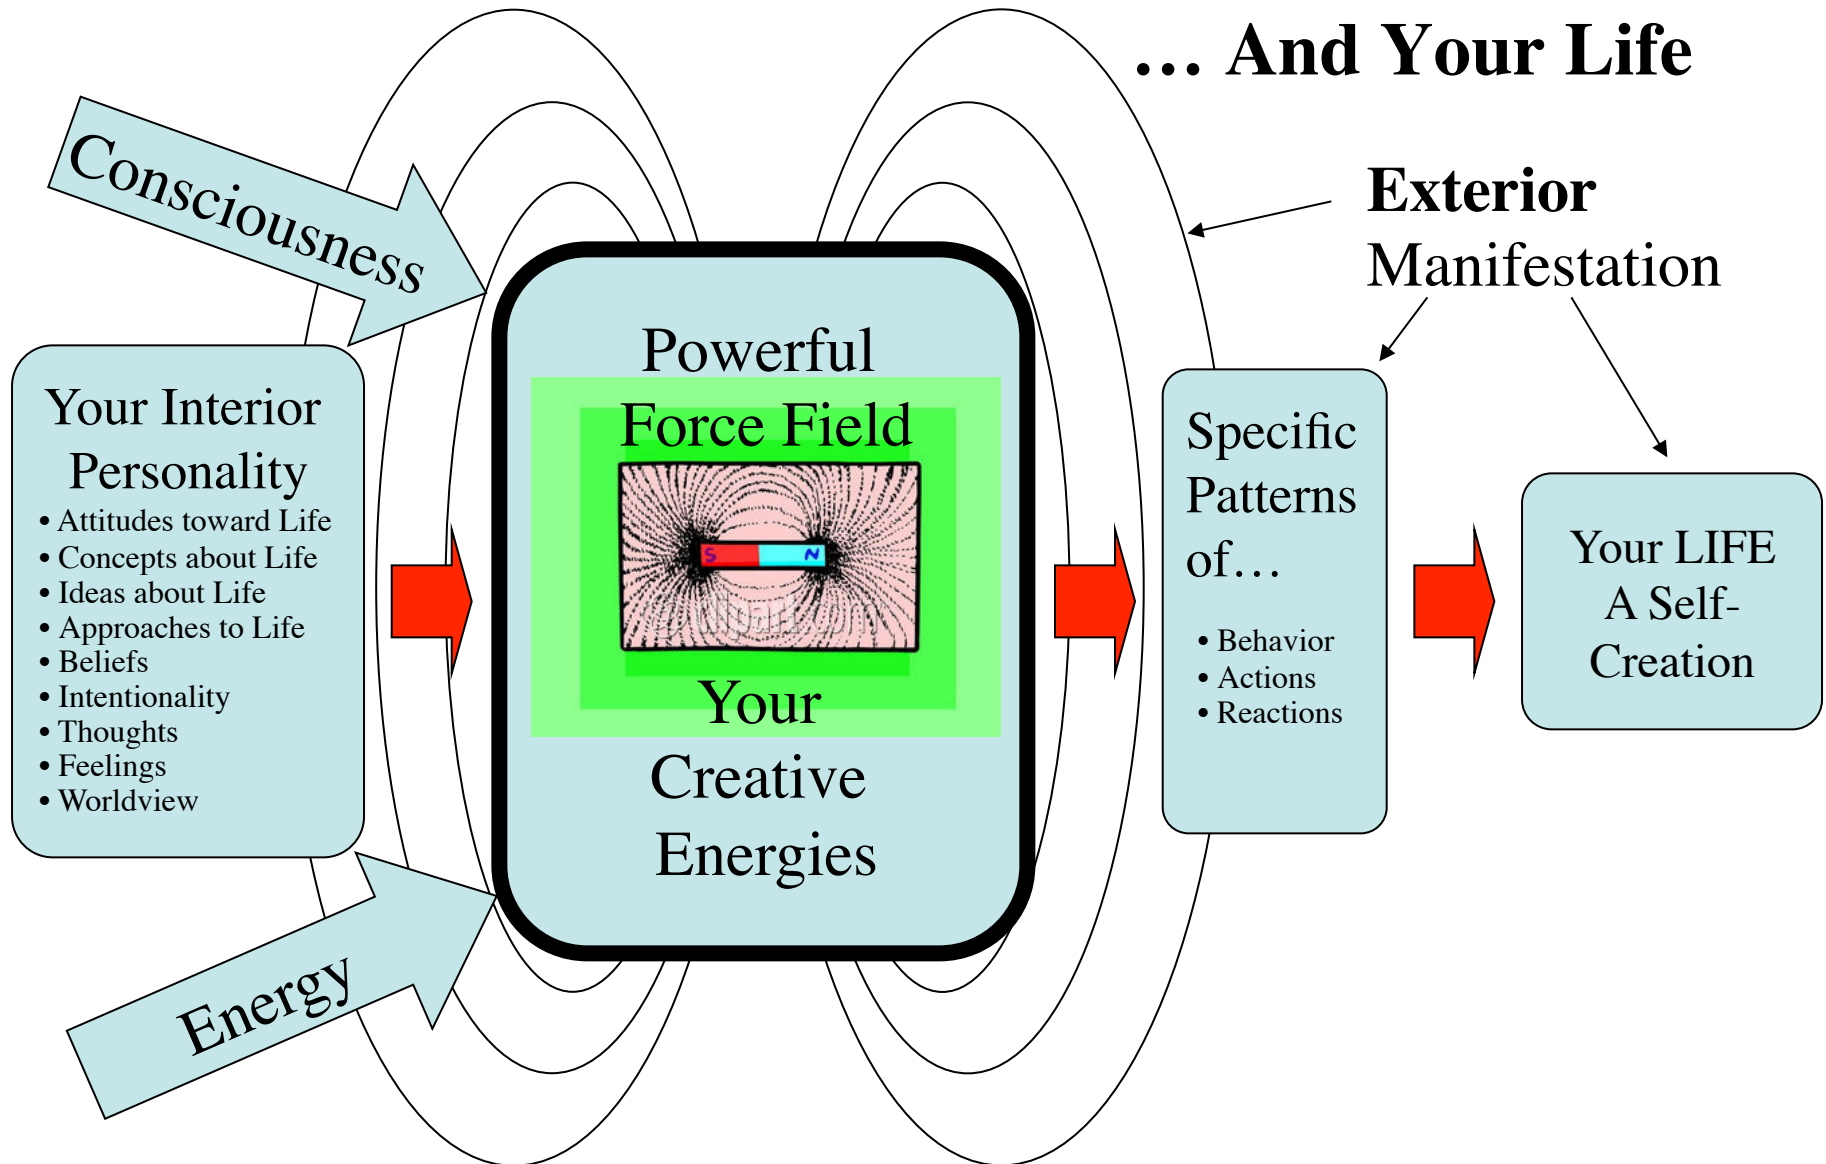 … And Your Life
Consciousness
Exterior
Manifestation
Your Interior
Personality
• Attitudes toward Life
• Concepts about Life
• Ideas about Life
• Approaches to Life
• Beliefs
• Intentionality
• Thoughts
• Feelings
• Worldview
Energy
Powerful
Force Field
S N
clipart.com
Your
Creative
Energies
Specific
Patterns
of…
• Behavior
• Actions
• Reactions
Your LIFE
A Self-
Creation